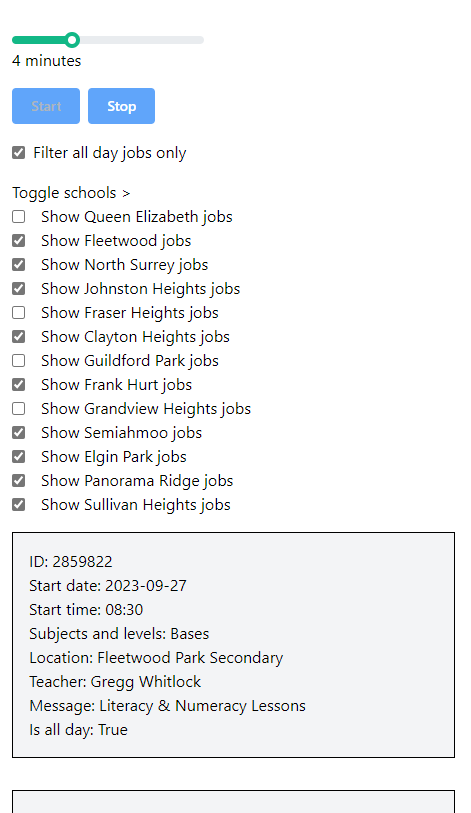 4 minutes
Start Stop
Filter all day jobs only
Toggle schools >
Show Queen Elizabeth jobs
Show Fleetwood jobs
Show North Surrey jobs
Show Johnston Heights jobs
Show Fraser Heights jobs
Show Clayton Heights jobs
Show Guildford Park jobs
Show Frank Hurt jobs
Show Grandview Heights jobs
Show Semiahmoo jobs
Show Elgin Park jobs
Show Panorama Ridge jobs
Show Sullivan Heights jobs
ID: 2859822
Start date: 2023-09-27
Start time: 08:30
Subjects and levels: Bases
Location: Fleetwood Park Secondary
Teacher: Gregg Whitlock
Message: Literacy & Numeracy Lessons
Is all day: True